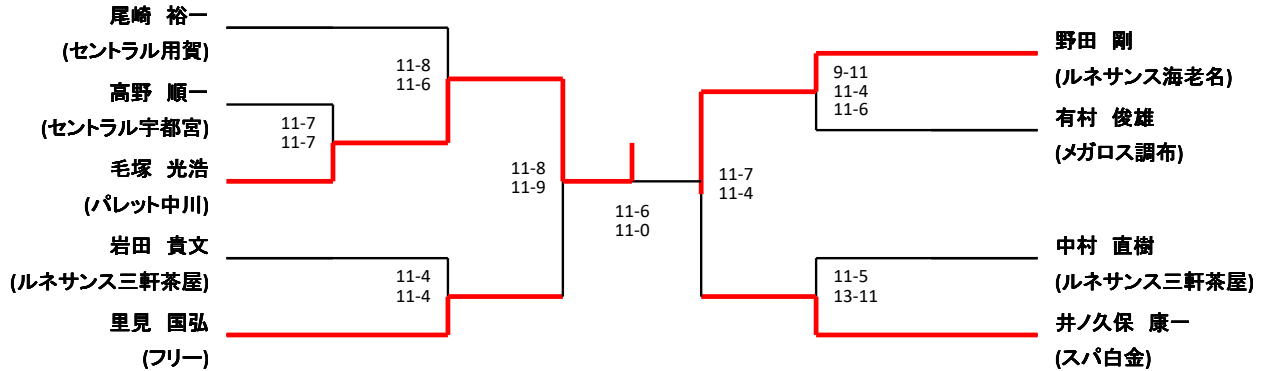 尾崎　裕一
(セントラル用賀)
高野　順一
(セントラル宇都宮)
毛塚　光浩
(パレット中川)
岩田　貴文
(ルネサンス三軒茶屋)
里見　国弘
(フリー)
11-7
11-7
11-8
11-6
11-4
11-4
11-8
11-9
11-6
11-0
11-7
11-4
9-11
11-4
11-6
11-5
13-11
野田　剛
(ルネサンス海老名)
有村　俊雄
(メガロス調布)
中村　直樹
(ルネサンス三軒茶屋)
井ノ久保　康一
(スパ白金)